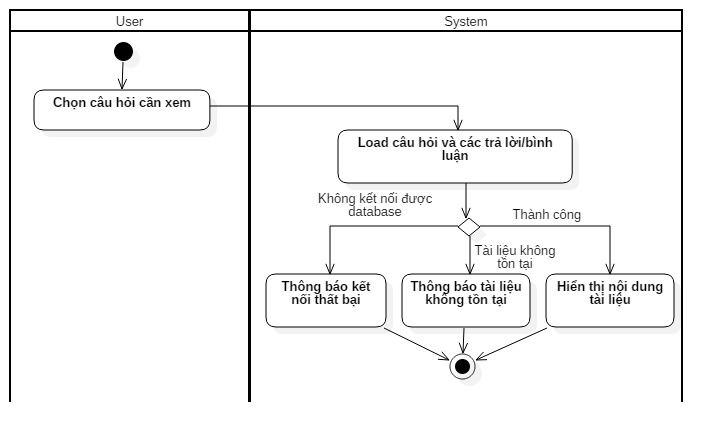 User
System
Chọn câu hỏi cần xem
Load câu hỏi và các trả lời/bình
luận
Không kết nối được
database
Thành công
Tài liệu không
tồn tại
Thông báo kết
nối thất bại
Thông báo tài liệu
không tồn tại
Hiển thị nội dung
tài liệu